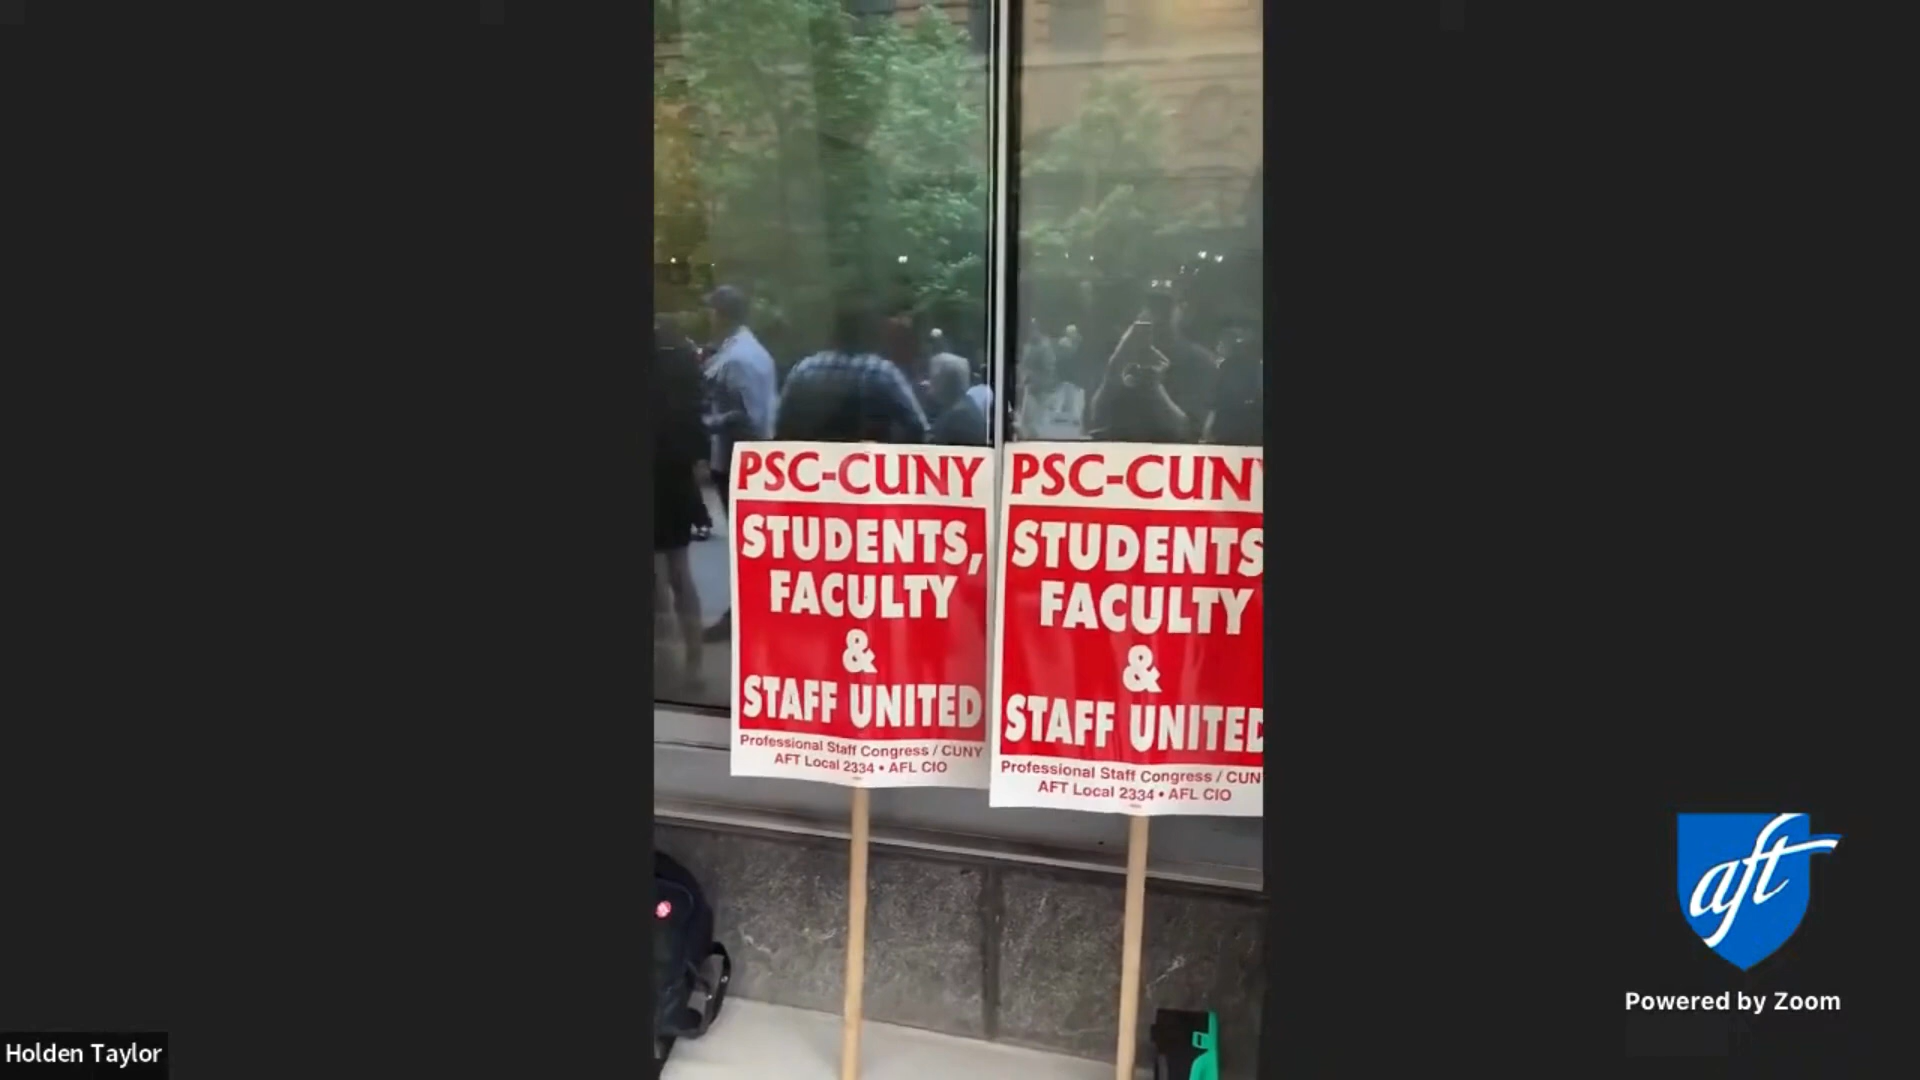 PSC-CUNY
STUDENTS,
FACULTY
&
STAFF UNITED
Professional Staff Congress / CUNY
AFT Local 2334 • AFL CIO
PSC-CUNY
STUDENTS
FACULTY
&
STAFF UNITED
Professional Staff Congress / CUN
AFT Local 2334 • AFL CIO
aft
Powered by Zoom
Holden Taylor